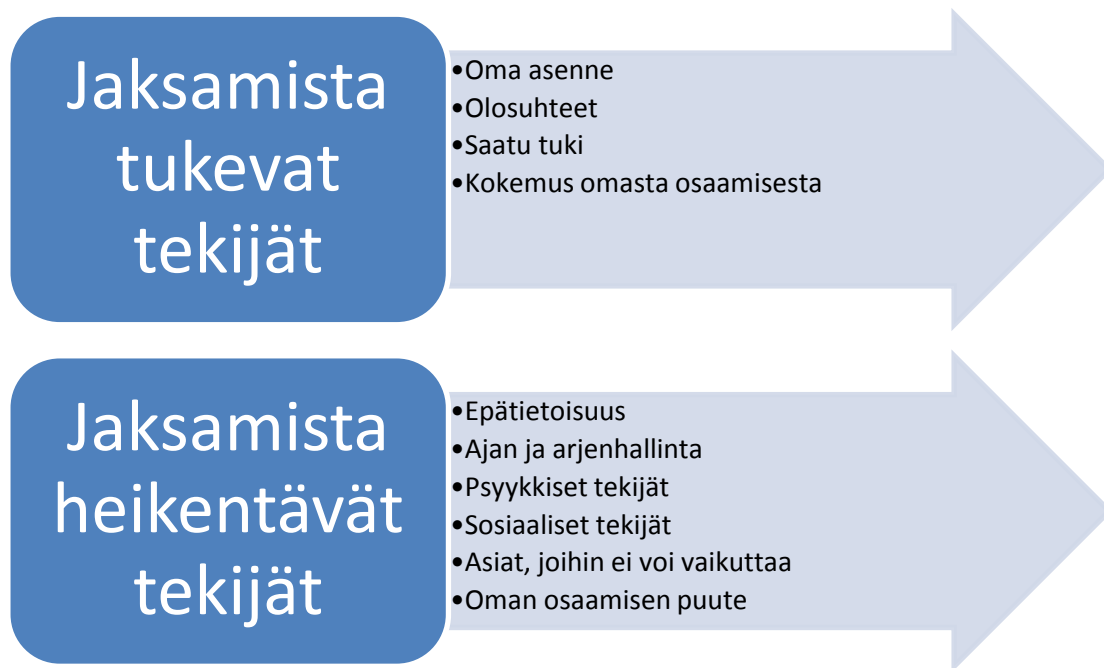 Jaksamista
tukevat
tekijät
•Oma asenne
•Olosuhteet
•Saatu tuki
•Kokemus omasta osaamisesta
Jaksamista
heikentävät
tekijät
•Epätietoisuus
•Ajan ja arjenhallinta
•Psyykkiset tekijät
•Sosiaaliset tekijät
•Asiat, joihin ei voi vaikuttaa
•Oman osaamisen puute